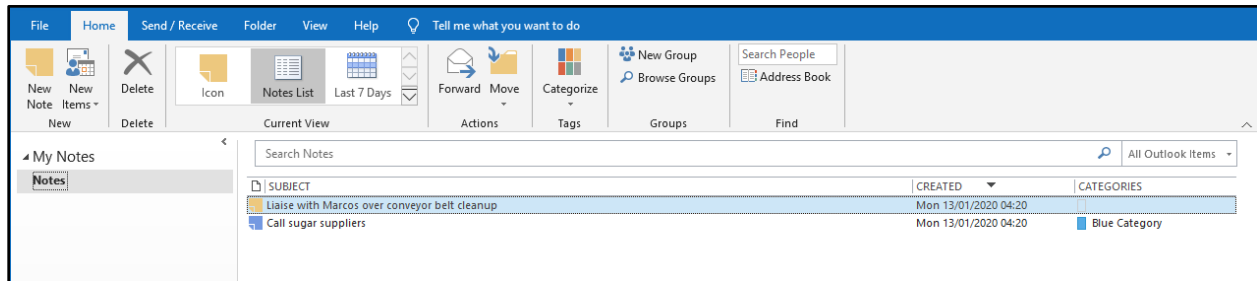 File Home Send / Receive Folder View Help Tell me what you want to do
New Note New Items Delete Icon Notes List Last 7 Days Forward Move Categorize New Group Browse Groups Search People Address Book
New Delete Current View Actions Tags Groups Find
My Notes
Notes
Search Notes All Outlook Items
SUBJECT CREATED CATEGORIES
Liaise with Marcos over conveyor belt cleanup Mon 13/01/2020 04:20
Call sugar suppliers Mon 13/01/2020 04:20 Blue Category